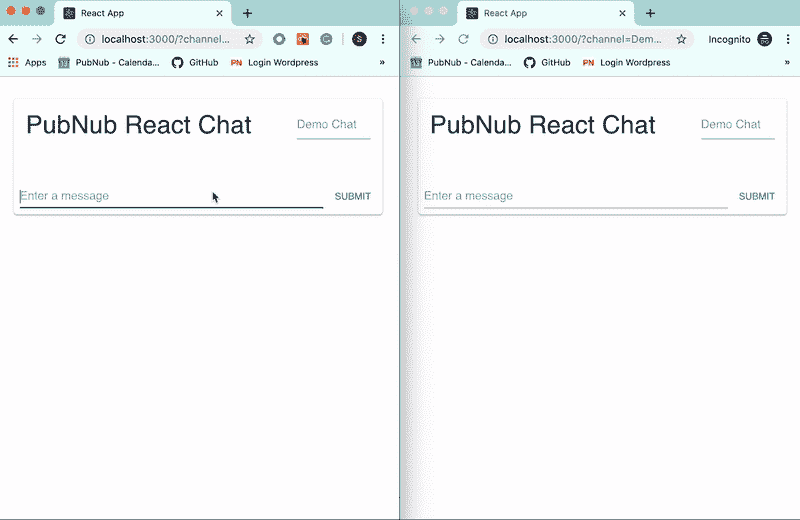 React App
localhost:3000/?channel...
S
Apps
PubNub - Calenda...
GitHub
PN Login Wordpress
»
PubNub React Chat
Demo Chat
Enter a message
SUBMIT
React App
localhost:3000/?channel=Dem...
Incognito
PubNub - Calenda...
GitHub
PN Login Wordpress
»
PubNub React Chat
Demo Chat
Enter a message
SUBMIT